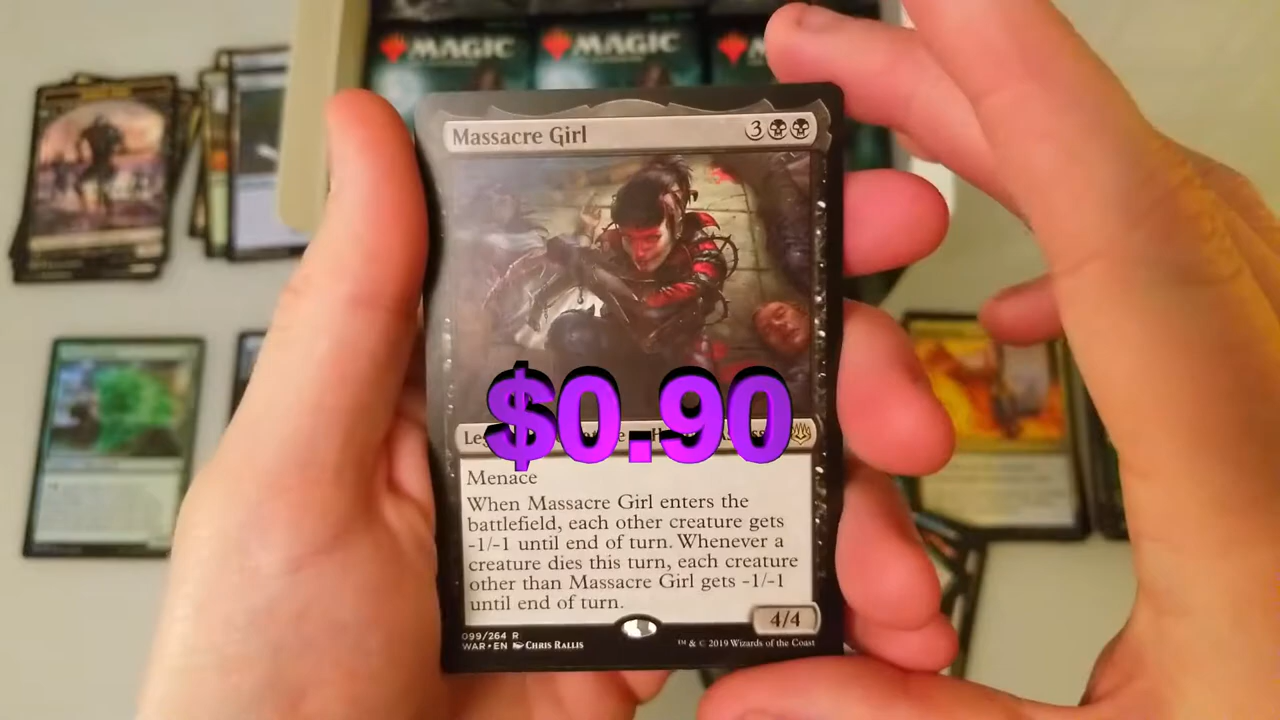 MAGIC MAGIC MAGIC
Massacre Girl 3
$0.90
Menace
When Massacre Girl enters the
battlefield, each other creature gets
-1/-1 until end of turn. Whenever a
creature dies this turn, each creature
other than Massacre Girl gets -1/-1
until end of turn.
4/4
099/264 R
WAR • EN Chris Rallis
™ & © 2019 Wizards of the Coast